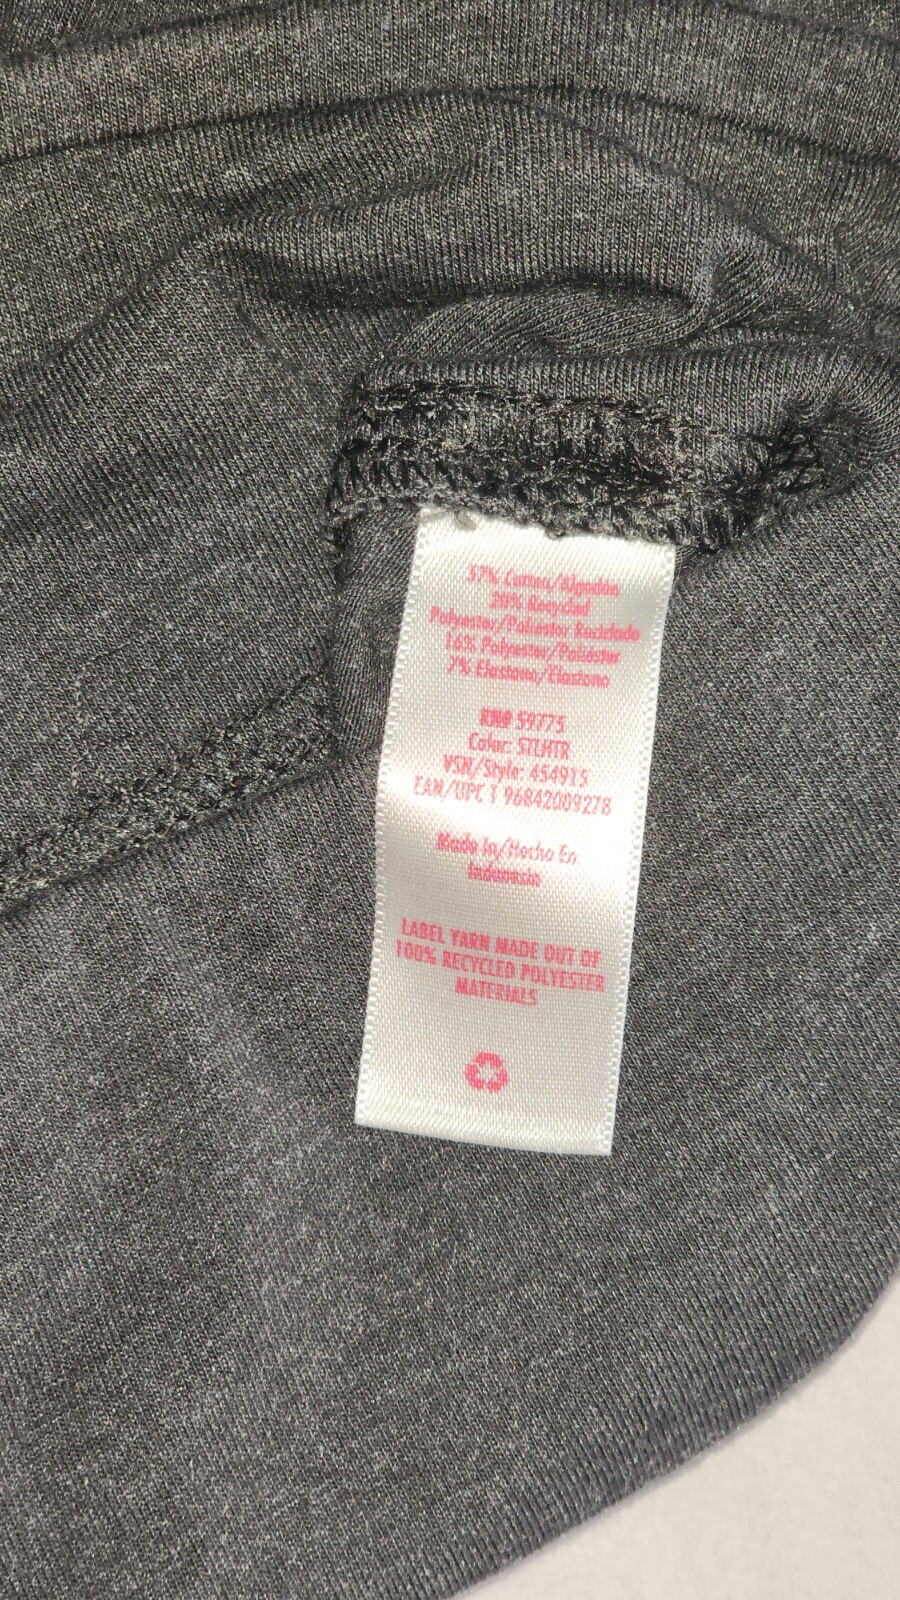 57% Cotton/Algodón
20% Recycled
Polyester/Poliéster Reciclado
16% Polyester/Poliéster
7% Elastane/Elastano
RN# 59775
Color: STLHTR
VSN/Style: 454915
EAN/UPC 1 96842009278
Made In/Hecho En
Indonesia
LABEL YARN MADE OUT OF
100% RECYCLED POLYESTER
MATERIALS